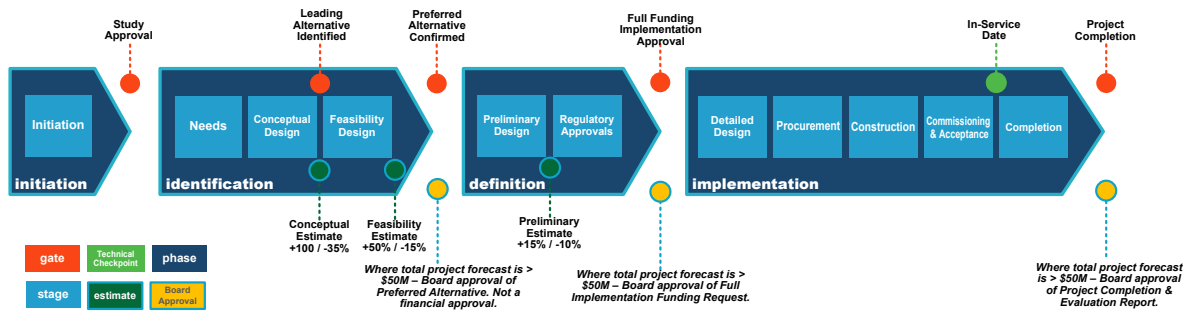 Study
Approval
Leading
Alternative
Identified
Preferred
Alternative
Confirmed
Full Funding
Implementation
Approval
In-Service
Date
Project
Completion
Initiation
initiation
Needs
Conceptual
Design
Feasibility
Design
identification
Preliminary
Design
Regulatory
Approvals
definition
Detailed
Design
Procurement
Construction
Commissioning
& Acceptance
Completion
implementation
Conceptual
Estimate
+100 / -35%
Feasibility
Estimate
+50% / -15%
Preliminary
Estimate
+15% / -10%
Where total project forecast is >
$50M – Board approval of
Preferred Alternative. Not a
financial approval.
Where total project forecast is >
$50M – Board approval of Full
Implementation Funding Request.
Where total project forecast
is > $50M – Board approval
of Project Completion &
Evaluation Report.
gate
Technical
Checkpoint
phase
stage
estimate
Board
Approval